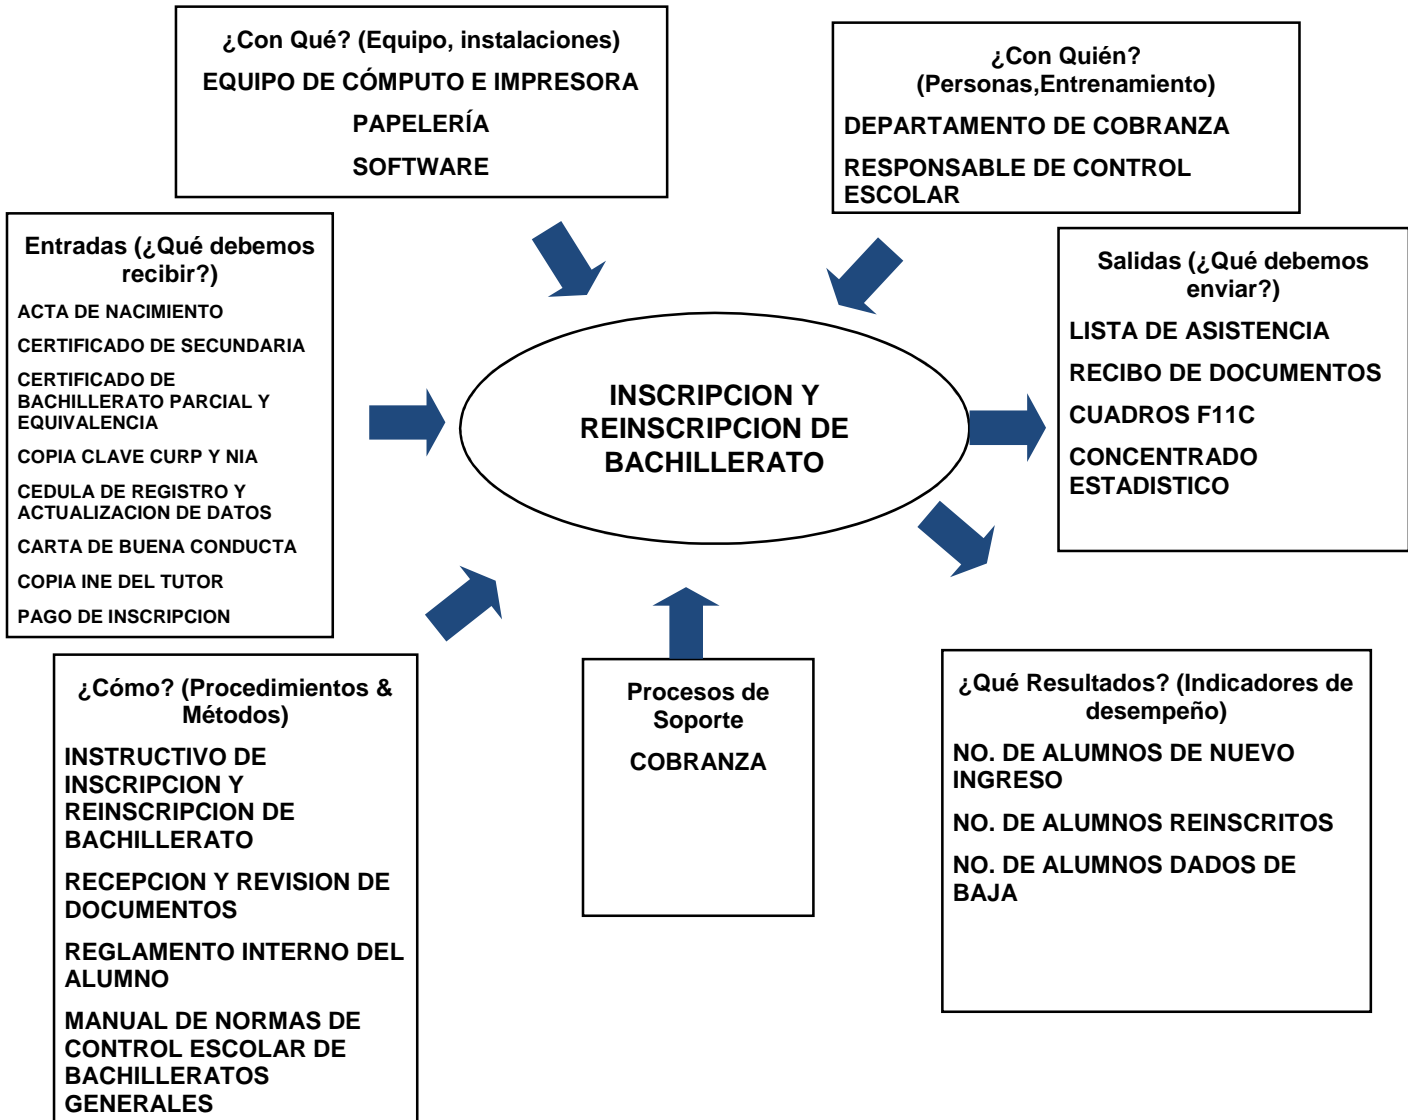 ¿Con Qué? (Equipo, instalaciones)
EQUIPO DE CÓMPUTO E IMPRESORA
PAPELERÍA
SOFTWARE
¿Con Quién?
(Personas,Entrenamiento)
DEPARTAMENTO DE COBRANZA
RESPONSABLE DE CONTROL
ESCOLAR
Entradas (¿Qué debemos
recibir?)
ACTA DE NACIMIENTO
CERTIFICADO DE SECUNDARIA
CERTIFICADO DE
BACHILLERATO PARCIAL Y
EQUIVALENCIA
COPIA CLAVE CURP Y NIA
CEDULA DE REGISTRO Y
ACTUALIZACION DE DATOS
CARTA DE BUENA CONDUCTA
COPIA INE DEL TUTOR
PAGO DE INSCRIPCION
INSCRIPCION Y
REINSCRIPCION DE
BACHILLERATO
Salidas (¿Qué debemos
enviar?)
LISTA DE ASISTENCIA
RECIBO DE DOCUMENTOS
CUADROS F11C
CONCENTRADO
ESTADISTICO
¿Cómo? (Procedimientos &
Métodos)
INSTRUCTIVO DE
INSCRIPCION Y
REINSCRIPCION DE
BACHILLERATO
RECEPCION Y REVISION DE
DOCUMENTOS
REGLAMENTO INTERNO DEL
ALUMNO
MANUAL DE NORMAS DE
CONTROL ESCOLAR DE
BACHILLERATOS
GENERALES
Procesos de
Soporte
COBRANZA
¿Qué Resultados? (Indicadores de
desempeño)
NO. DE ALUMNOS DE NUEVO
INGRESO
NO. DE ALUMNOS REINSCRITOS
NO. DE ALUMNOS DADOS DE
BAJA